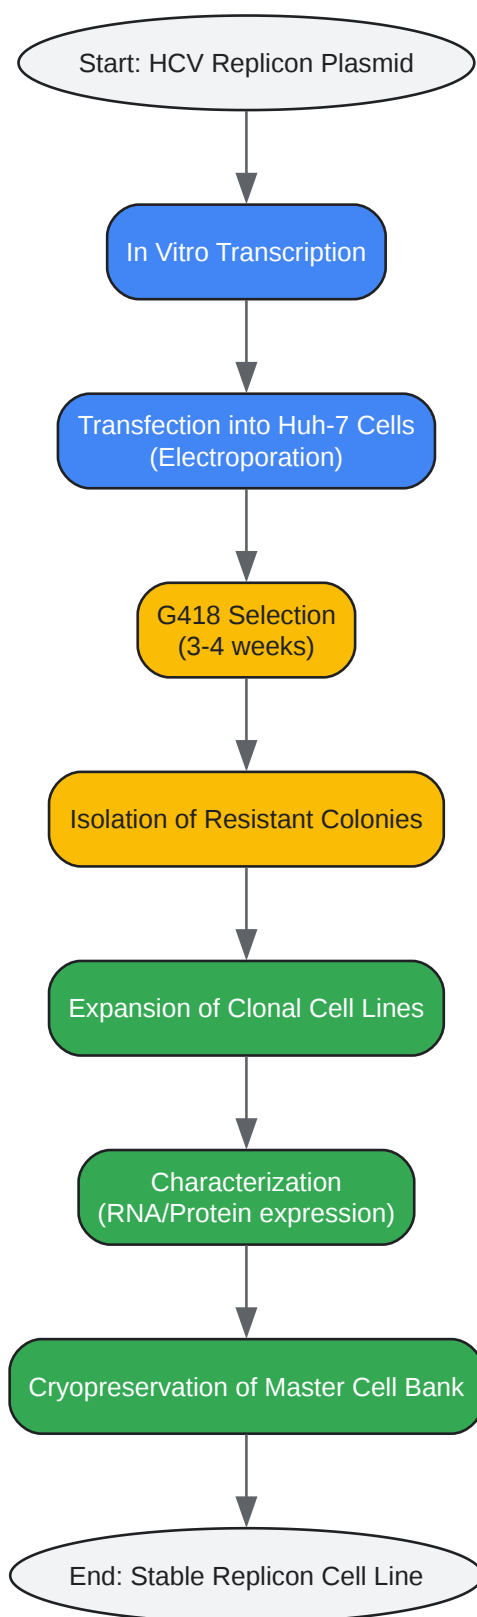 Start: HCV Replicon Plasmid
In Vitro Transcription
Transfection into Huh-7 Cells
(Electroporation)
G418 Selection
(3-4 weeks)
Isolation of Resistant Colonies
Expansion of Clonal Cell Lines
Characterization
(RNA/Protein expression)
Cryopreservation of Master Cell Bank
End: Stable Replicon Cell Line